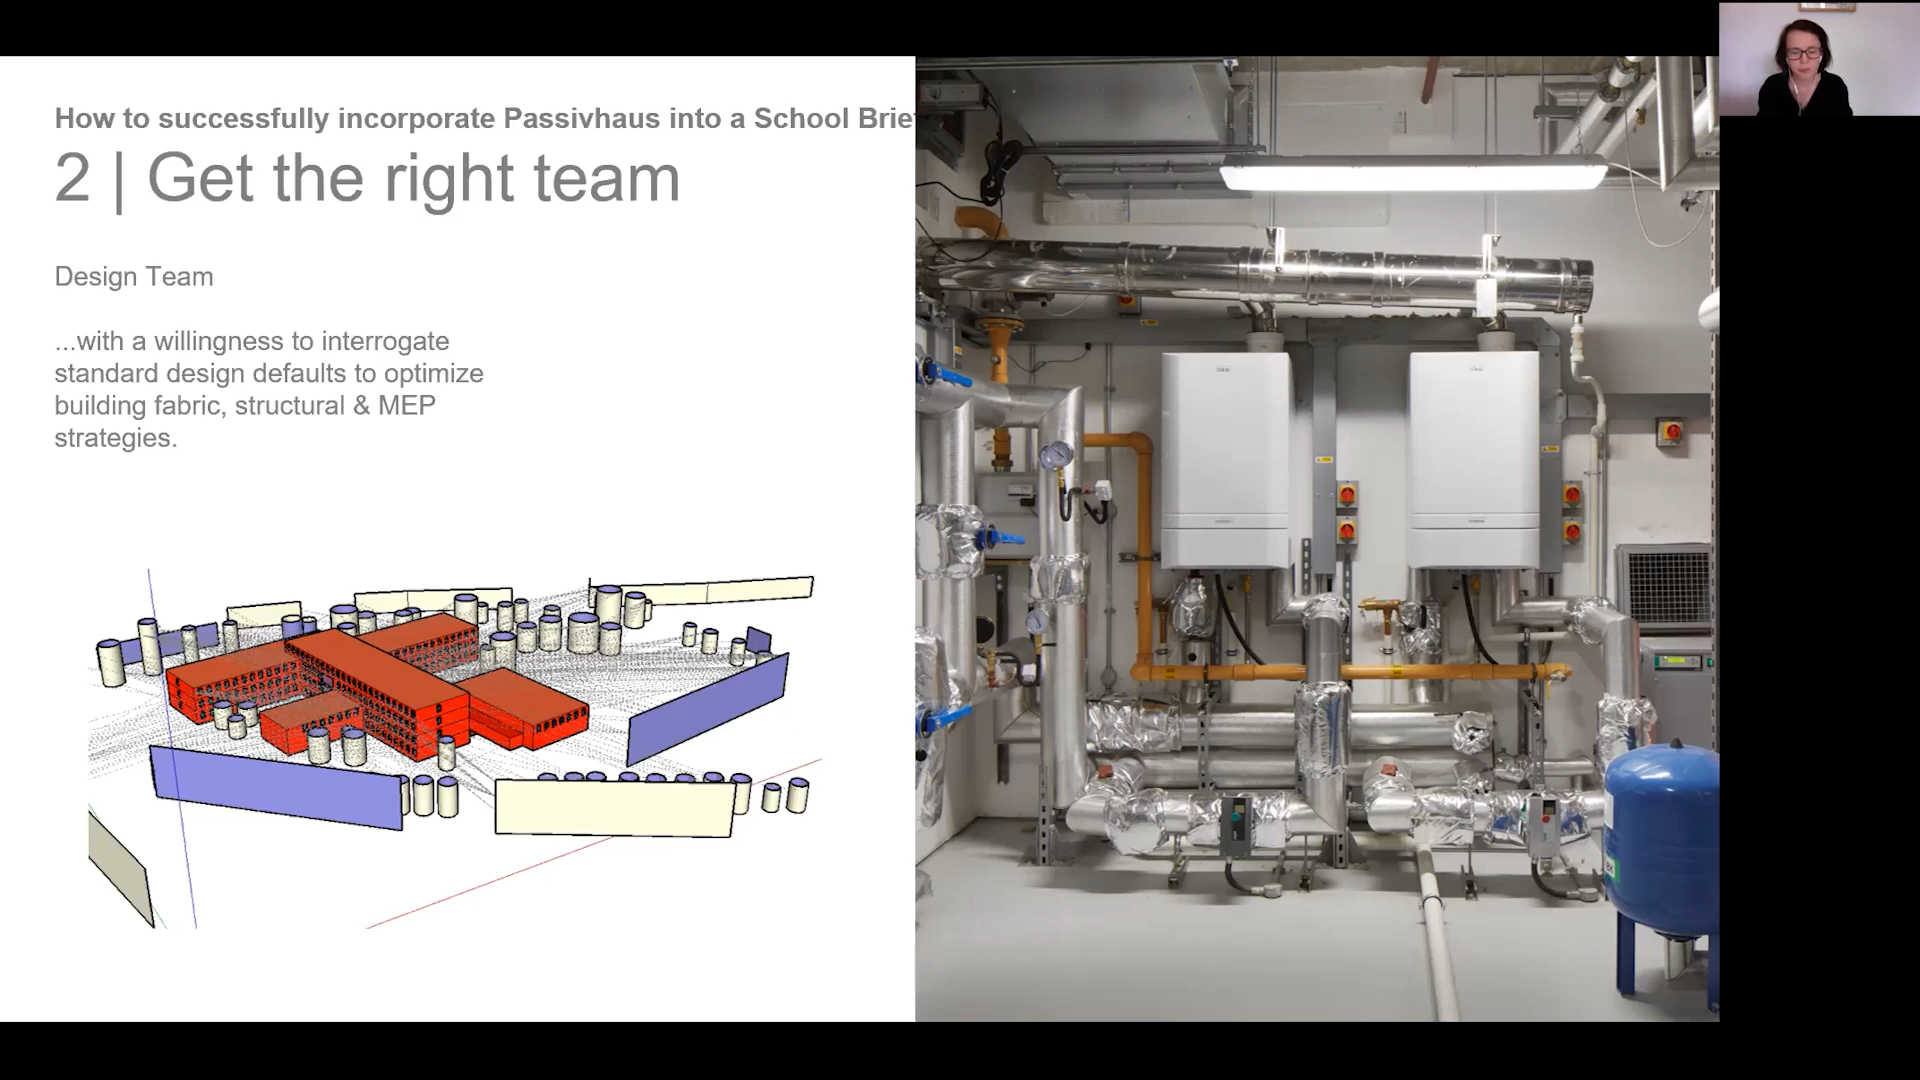 How to successfully incorporate Passivhaus into a School Brief
2 | Get the right team
Design Team
...with a willingness to interrogate
standard design defaults to optimize
building fabric, structural & MEP
strategies.